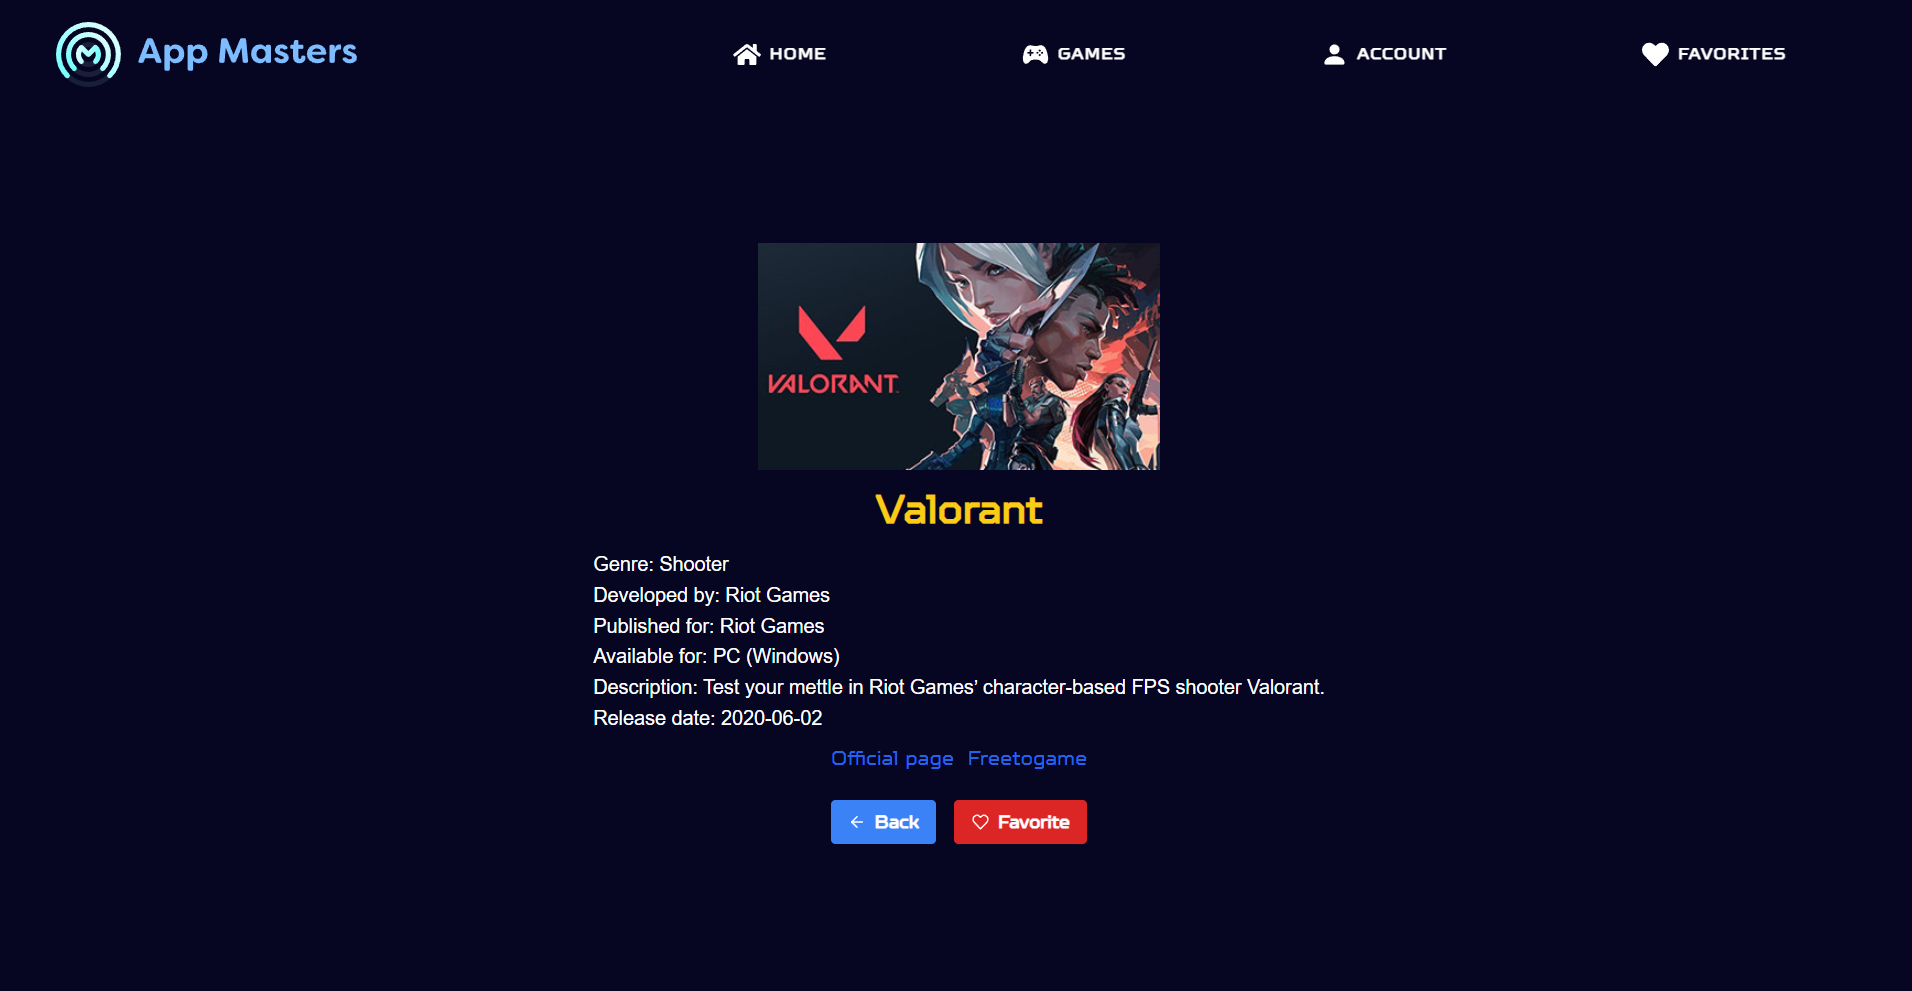 App Masters
HOME
GAMES
ACCOUNT
FAVORITES
VALORANT
Valorant
Genre: Shooter
Developed by: Riot Games
Published for: Riot Games
Available for: PC (Windows)
Description: Test your mettle in Riot Games’ character-based FPS shooter Valorant.
Release date: 2020-06-02
Official page Freetogame
Back
Favorite